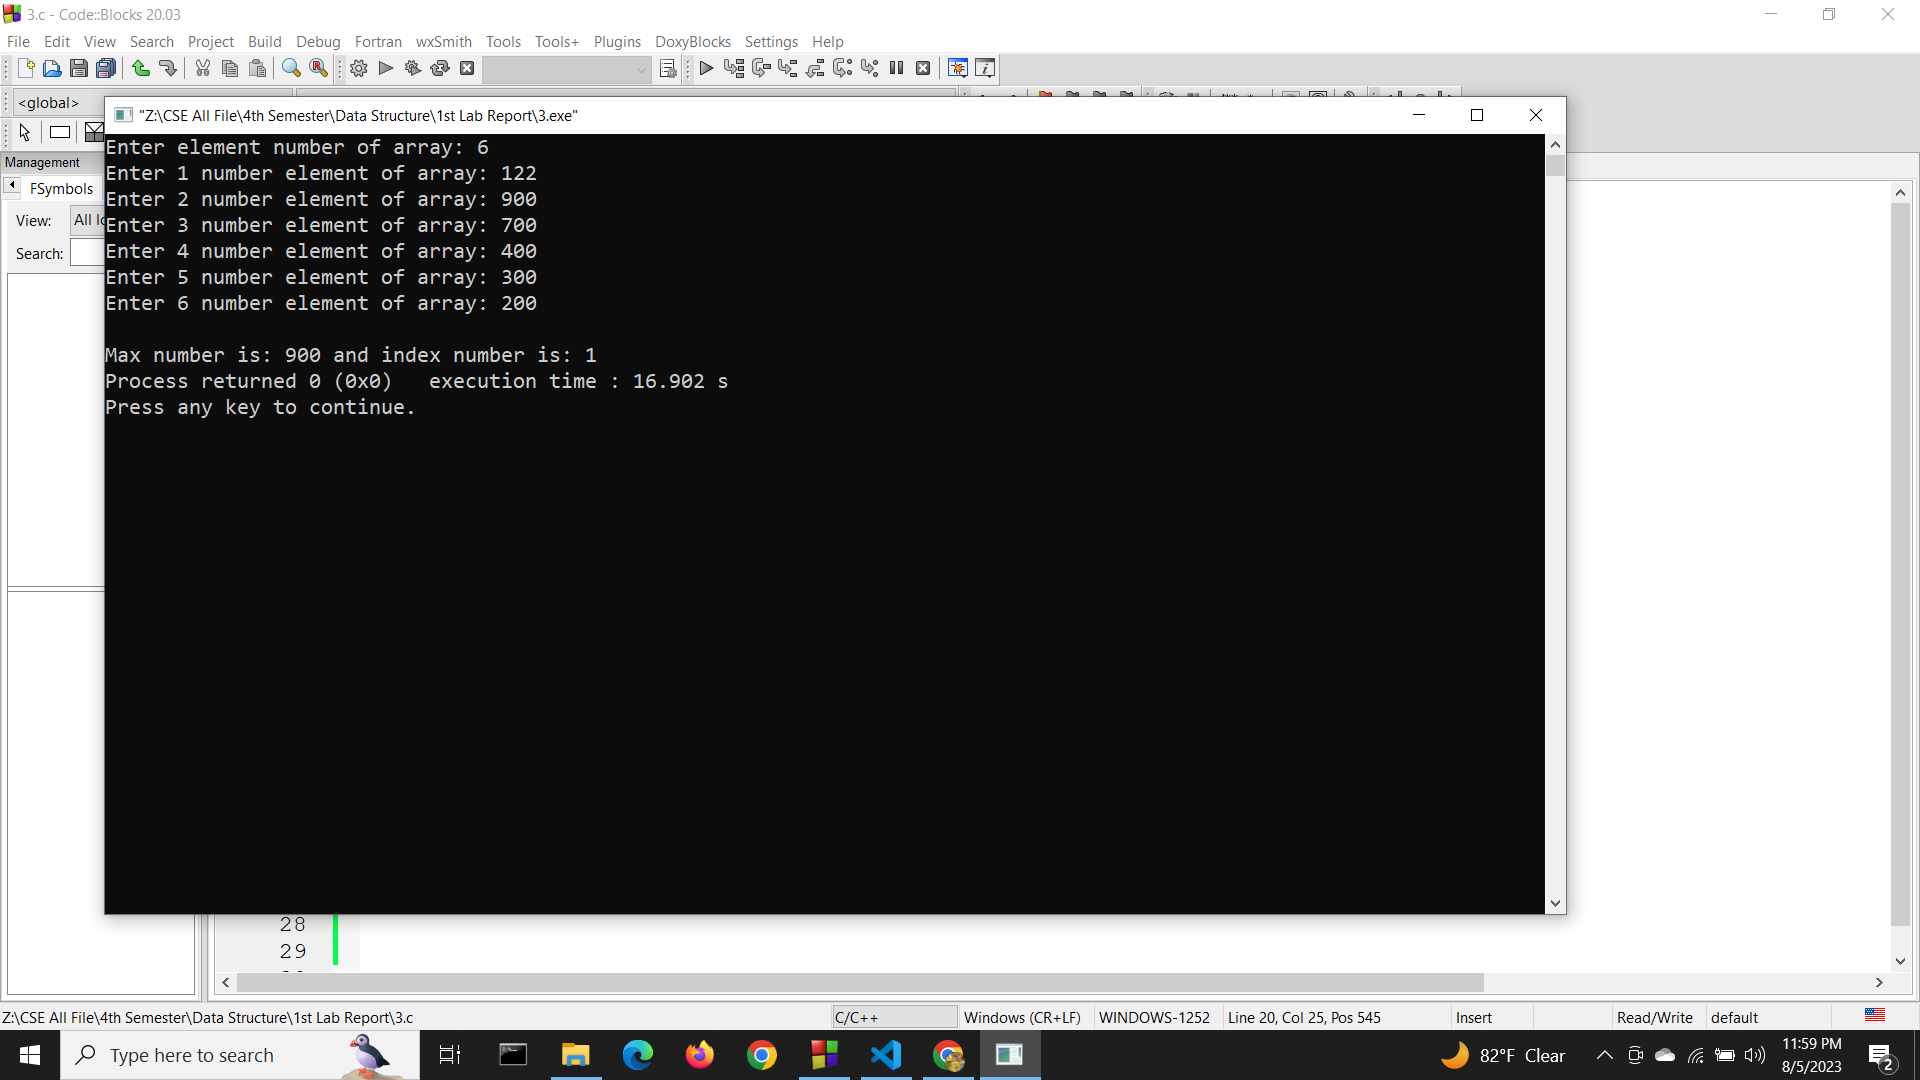 3.c - Code::Blocks 20.03
File Edit View Search Project Build Debug Fortran wxSmith Tools Tools+ Plugins DoxyBlocks Settings Help
<global>
"Z:\CSE All File\4th Semester\Data Structure\1st Lab Report\3.exe"
Management
FSymbols
View: All lo
Search:
Enter element number of array: 6
Enter 1 number element of array: 122
Enter 2 number element of array: 900
Enter 3 number element of array: 700
Enter 4 number element of array: 400
Enter 5 number element of array: 300
Enter 6 number element of array: 200
Max number is: 900 and index number is: 1
Process returned 0 (0x0)   execution time : 16.902 s
Press any key to continue.
28
29
Z:\CSE All File\4th Semester\Data Structure\1st Lab Report\3.c C/C++ Windows (CR+LF) WINDOWS-1252 Line 20, Col 25, Pos 545 Insert Read/Write default
Type here to search
82°F Clear
11:59 PM
8/5/2023
2